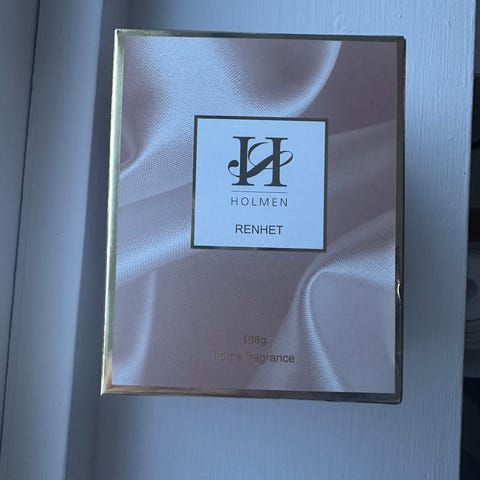 H
HOLMEN
RENHET
198g
home fragrance